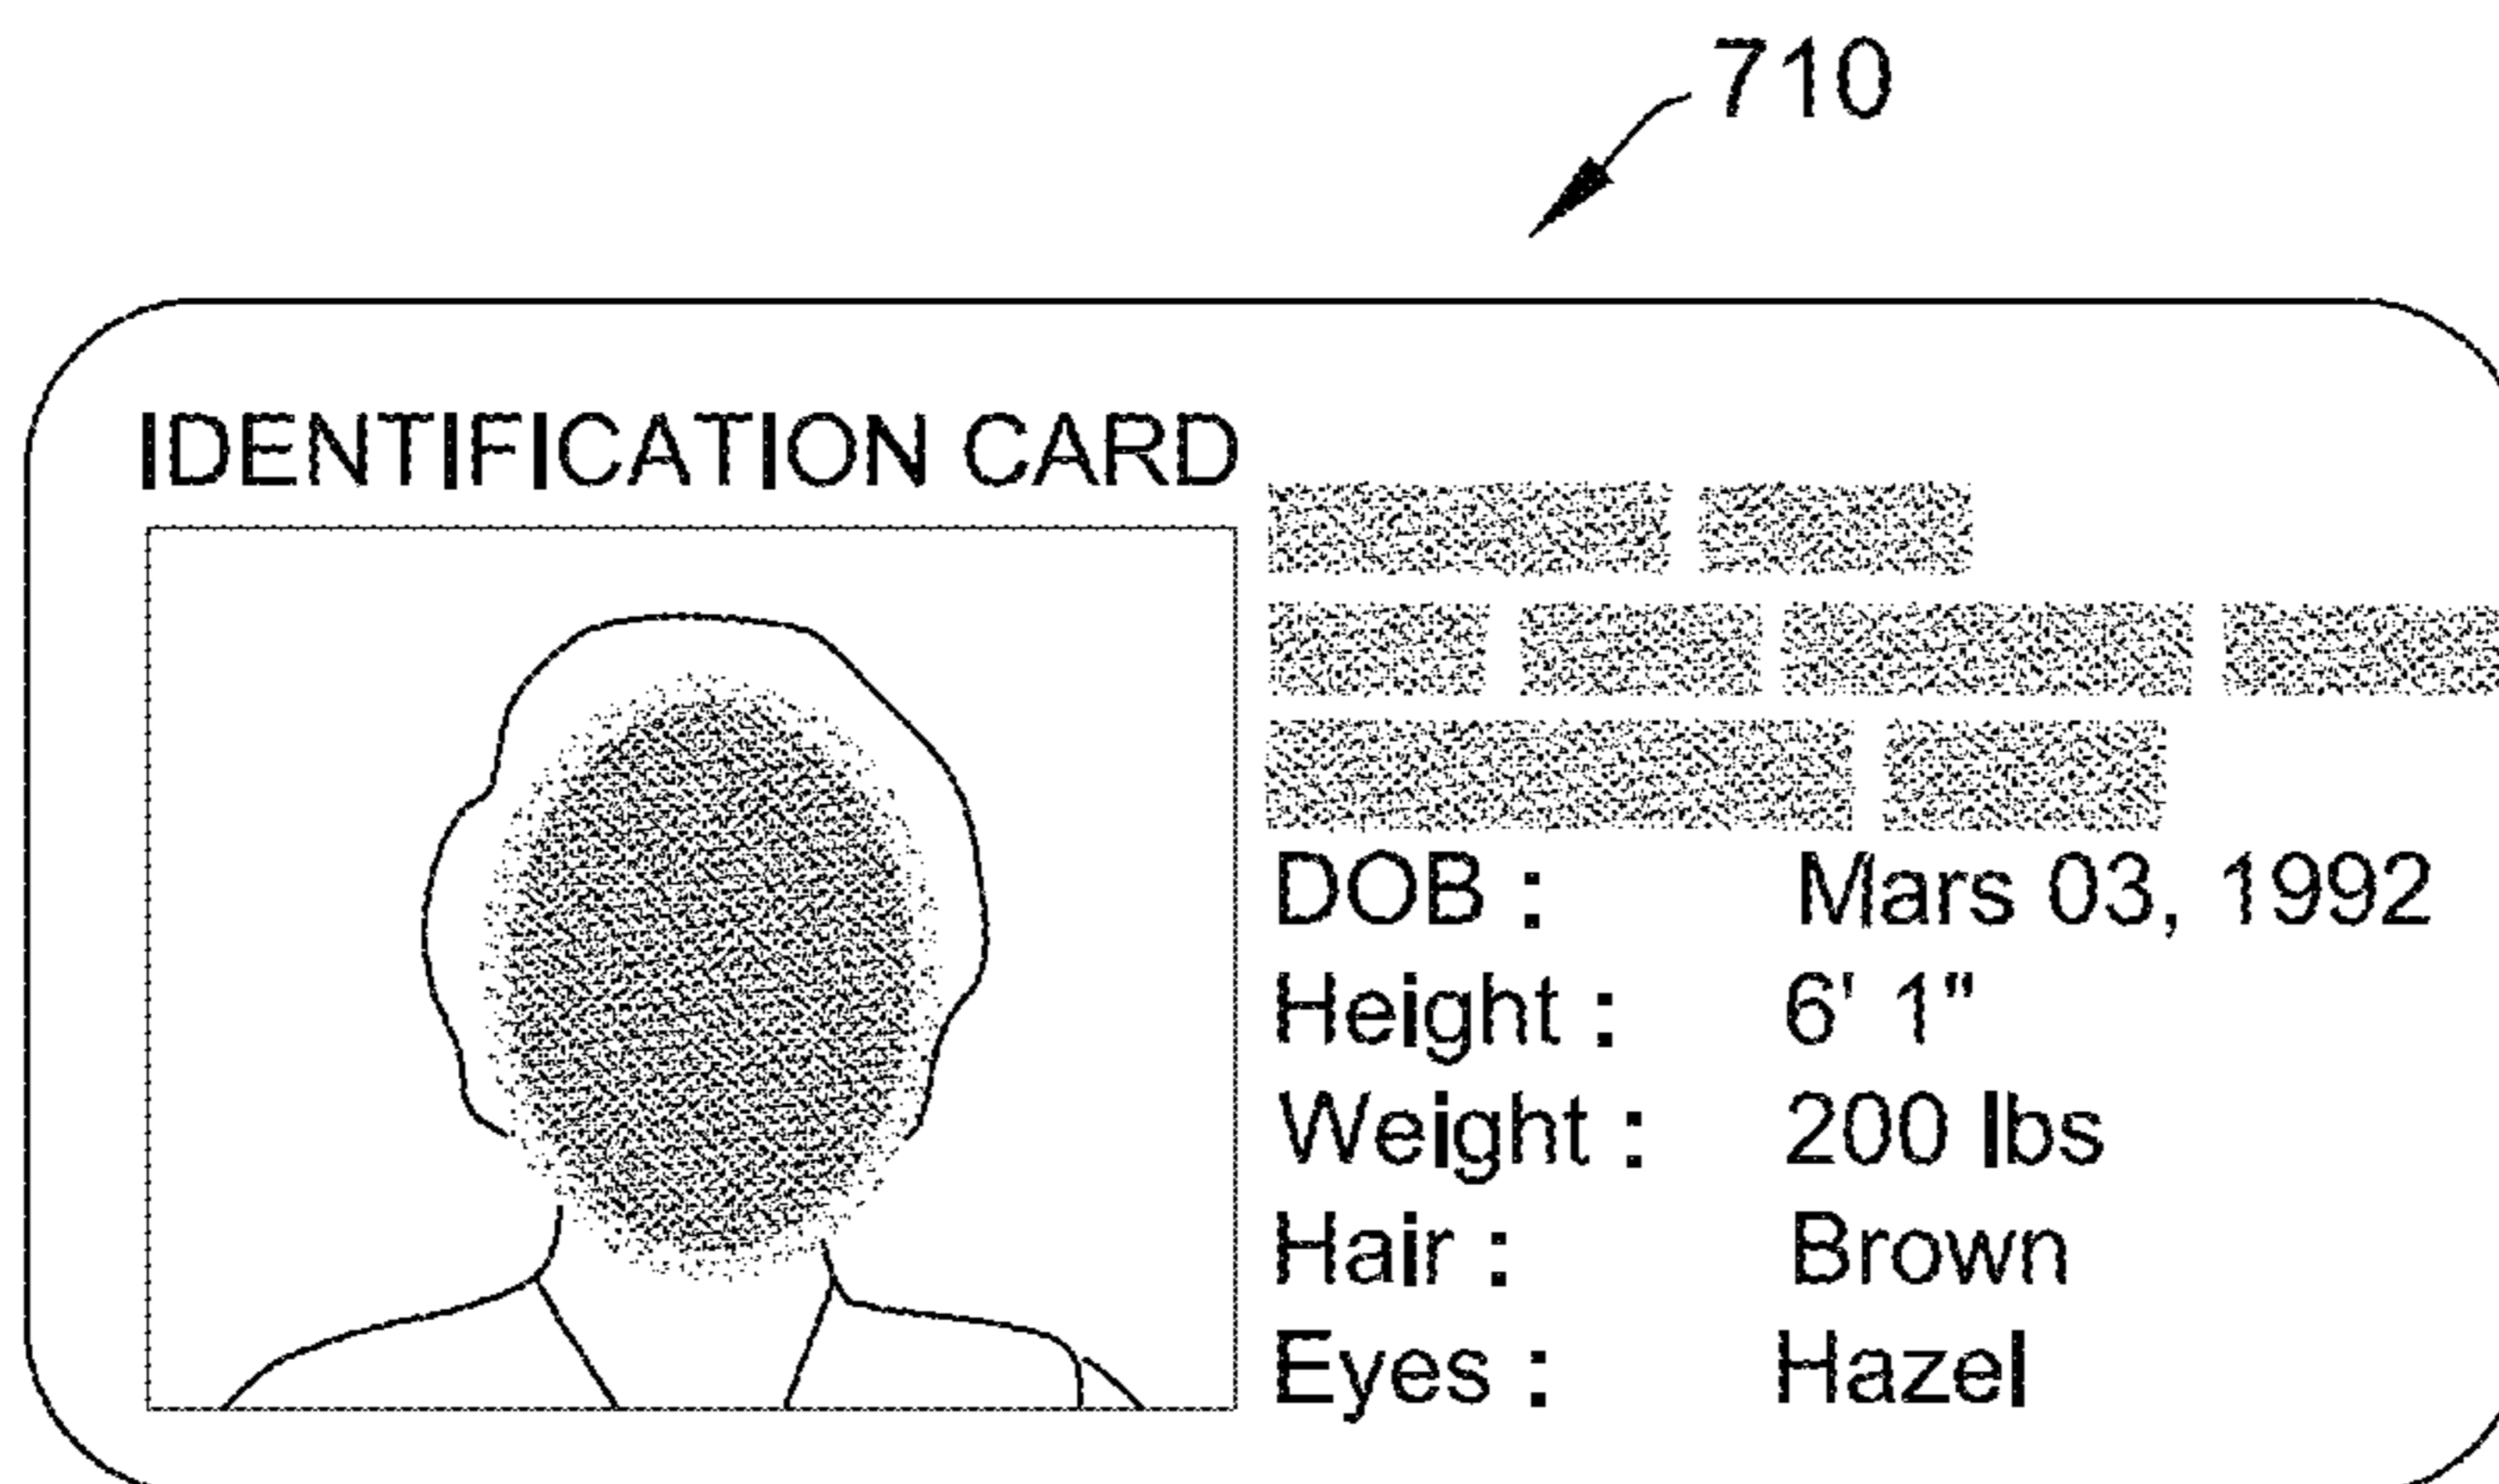 710
IDENTIFICATION CARD
DOB : Mars 03, 1992
Height : 6' 1"
Weight : 200 lbs
Hair : Brown
Eyes : Hazel